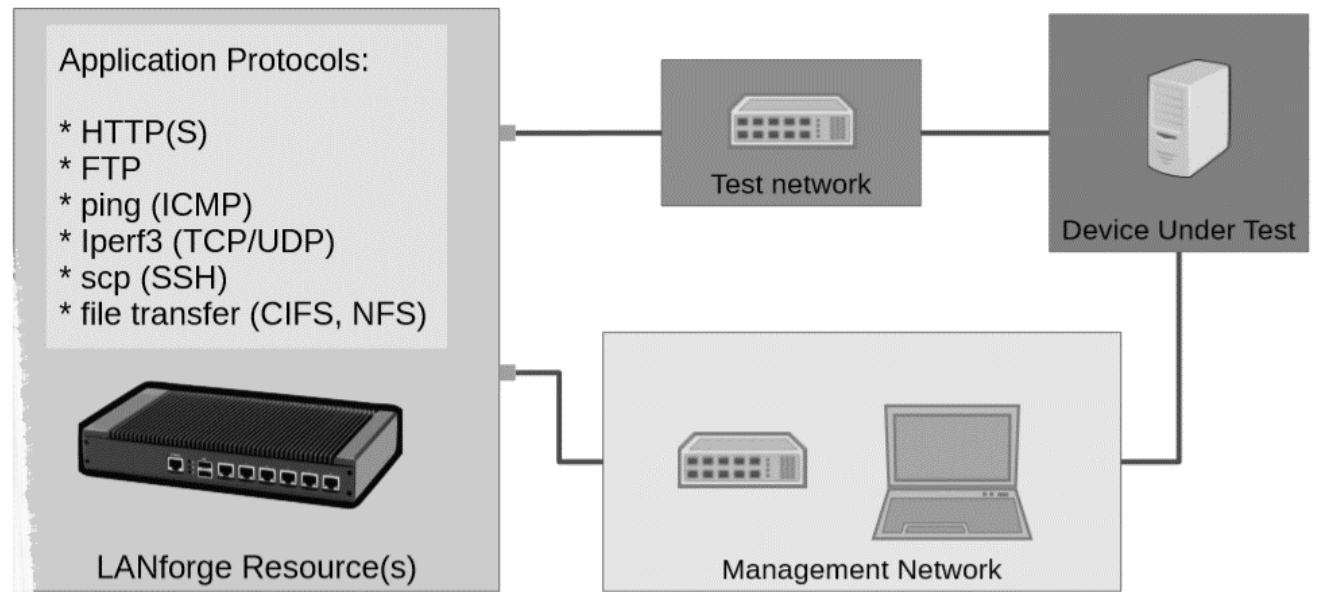 Application Protocols:
* HTTP(S)
* FTP
* ping (ICMP)
* Iperf3 (TCP/UDP)
* scp (SSH)
* file transfer (CIFS, NFS)
LANforge Resource(s)
Test network
Device Under Test
Management Network